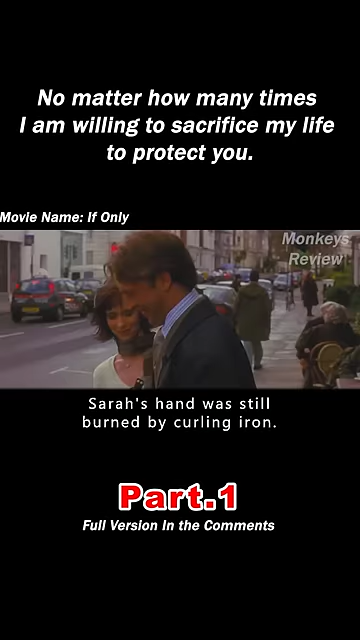 No matter how many times
I am willing to sacrifice my life
to protect you.
Movie Name: If Only
Monkeys
Review
Sarah's hand was still
burned by curling iron.
Part.1
Full Version In the Comments